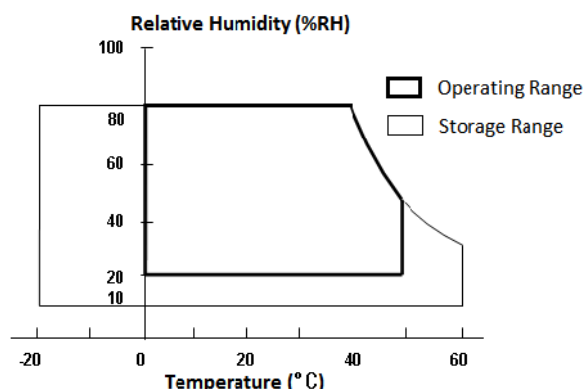 Relative Humidity (%RH)
100
80
60
40
20
10
Operating Range
Storage Range
-20 0 20 40 60
Temperature (°C)